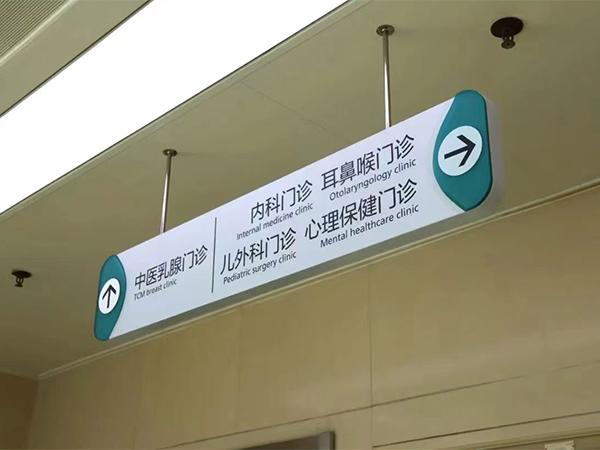 中医乳腺门诊
TCM breast clinic
内科门诊 耳鼻喉门诊
Internal medicine clinic Otolaryngology clinic
儿外科门诊 心理保健门诊
Pediatric surgery clinic Mental healthcare clinic